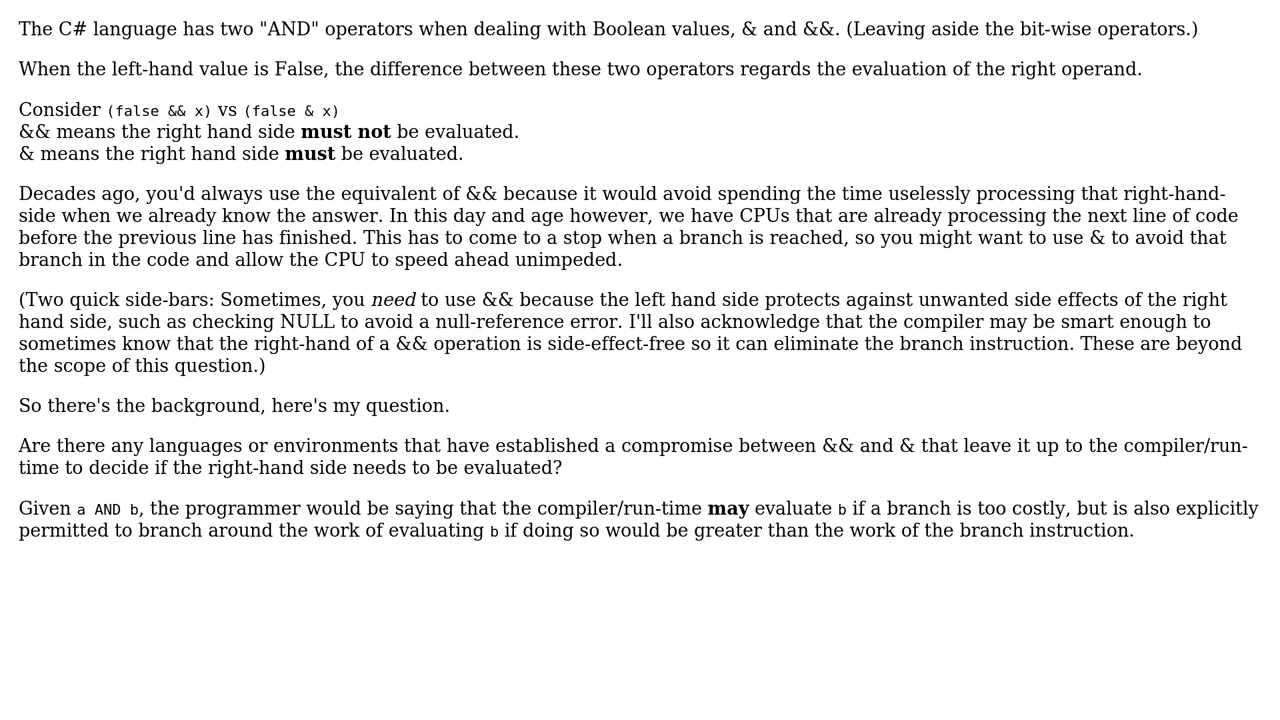 The C# language has two "AND" operators when dealing with Boolean values, & and &&. (Leaving aside the bit-wise operators.)
When the left-hand value is False, the difference between these two operators regards the evaluation of the right operand.
Consider (false && x) vs (false & x)
&& means the right hand side must not be evaluated.
& means the right hand side must be evaluated.
Decades ago, you'd always use the equivalent of && because it would avoid spending the time uselessly processing that right-hand-
side when we already know the answer. In this day and age however, we have CPUs that are already processing the next line of code
before the previous line has finished. This has to come to a stop when a branch is reached, so you might want to use & to avoid that
branch in the code and allow the CPU to speed ahead unimpeded.
(Two quick side-bars: Sometimes, you need to use && because the left hand side protects against unwanted side effects of the right
hand side, such as checking NULL to avoid a null-reference error. I'll also acknowledge that the compiler may be smart enough to
sometimes know that the right-hand of a && operation is side-effect-free so it can eliminate the branch instruction. These are beyond
the scope of this question.)
So there's the background, here's my question.
Are there any languages or environments that have established a compromise between && and & that leave it up to the compiler/run-
time to decide if the right-hand side needs to be evaluated?
Given a AND b, the programmer would be saying that the compiler/run-time may evaluate b if a branch is too costly, but is also explicitly
permitted to branch around the work of evaluating b if doing so would be greater than the work of the branch instruction.